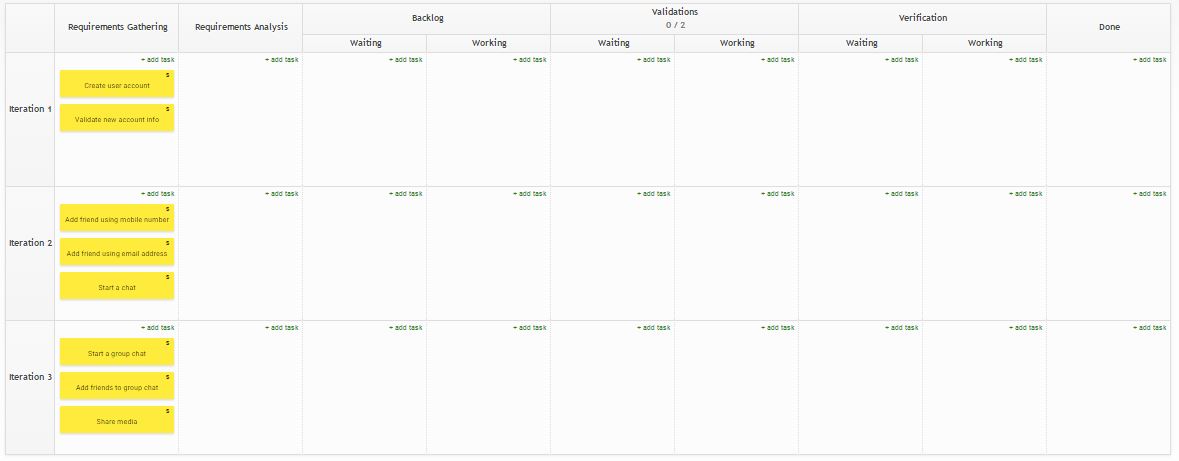 Requirements Gathering
Requirements Analysis
Backlog
Validations
0 / 2
Verification
Done
Waiting
Working
Waiting
Working
Waiting
Working
Iteration 1
+ add task
+ add task
+ add task
+ add task
+ add task
+ add task
+ add task
+ add task
+ add task
S
Create user account
S
Validate new account info
Iteration 2
+ add task
+ add task
+ add task
+ add task
+ add task
+ add task
+ add task
+ add task
+ add task
S
Add friend using mobile number
S
Add friend using email address
S
Start a chat
Iteration 3
+ add task
+ add task
+ add task
+ add task
+ add task
+ add task
+ add task
+ add task
+ add task
S
Start a group chat
S
Add friends to group chat
S
Share media